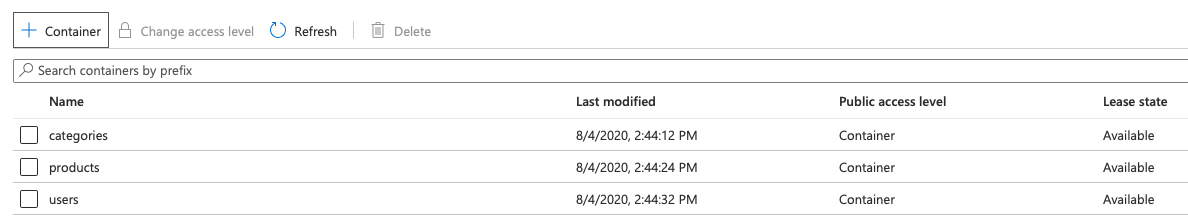 Container Change access level Refresh Delete
Search containers by prefix
Name Last modified Public access level Lease state
categories 8/4/2020, 2:44:12 PM Container Available
products 8/4/2020, 2:44:24 PM Container Available
users 8/4/2020, 2:44:32 PM Container Available